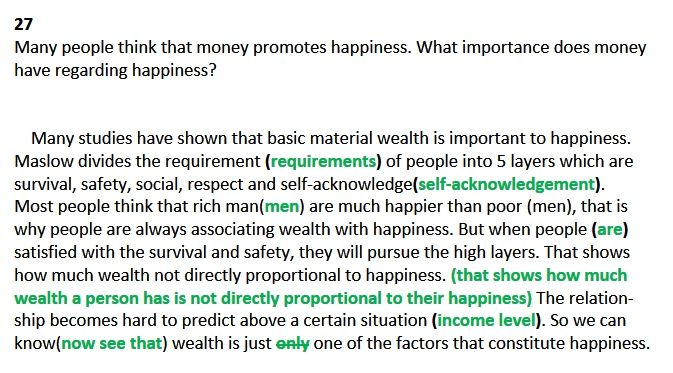 27
Many people think that money promotes happiness. What importance does money
have regarding happiness?
Many studies have shown that basic material wealth is important to happiness.
Maslow divides the requirement (requirements) of people into 5 layers which are
survival, safety, social, respect and self-acknowledge(self-acknowledgement).
Most people think that rich man(men) are much happier than poor (men), that is
why people are always associating wealth with happiness. But when people (are)
satisfied with the survival and safety, they will pursue the high layers. That shows
how much wealth not directly proportional to happiness. (that shows how much
wealth a person has is not directly proportional to their happiness) The relation-
ship becomes hard to predict above a certain situation (income level). So we can
know(now see that) wealth is just only one of the factors that constitute happiness.